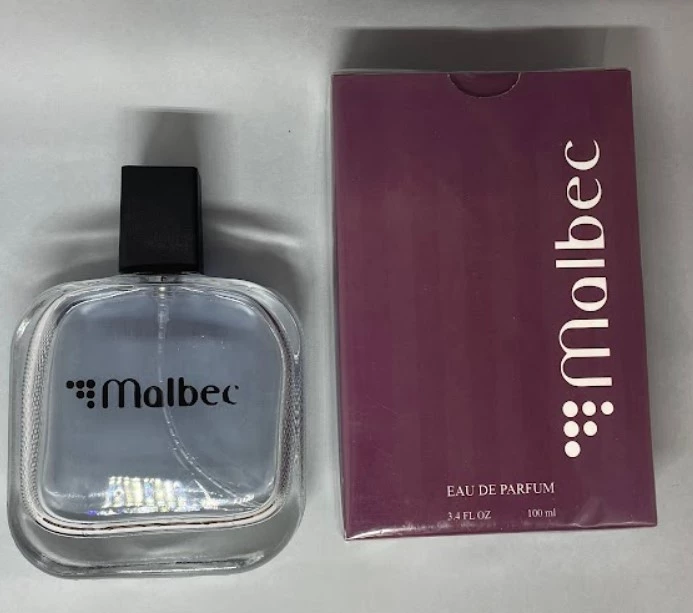 malbec
malbec
EAU DE PARFUM
3.4 FL OZ 100 ml